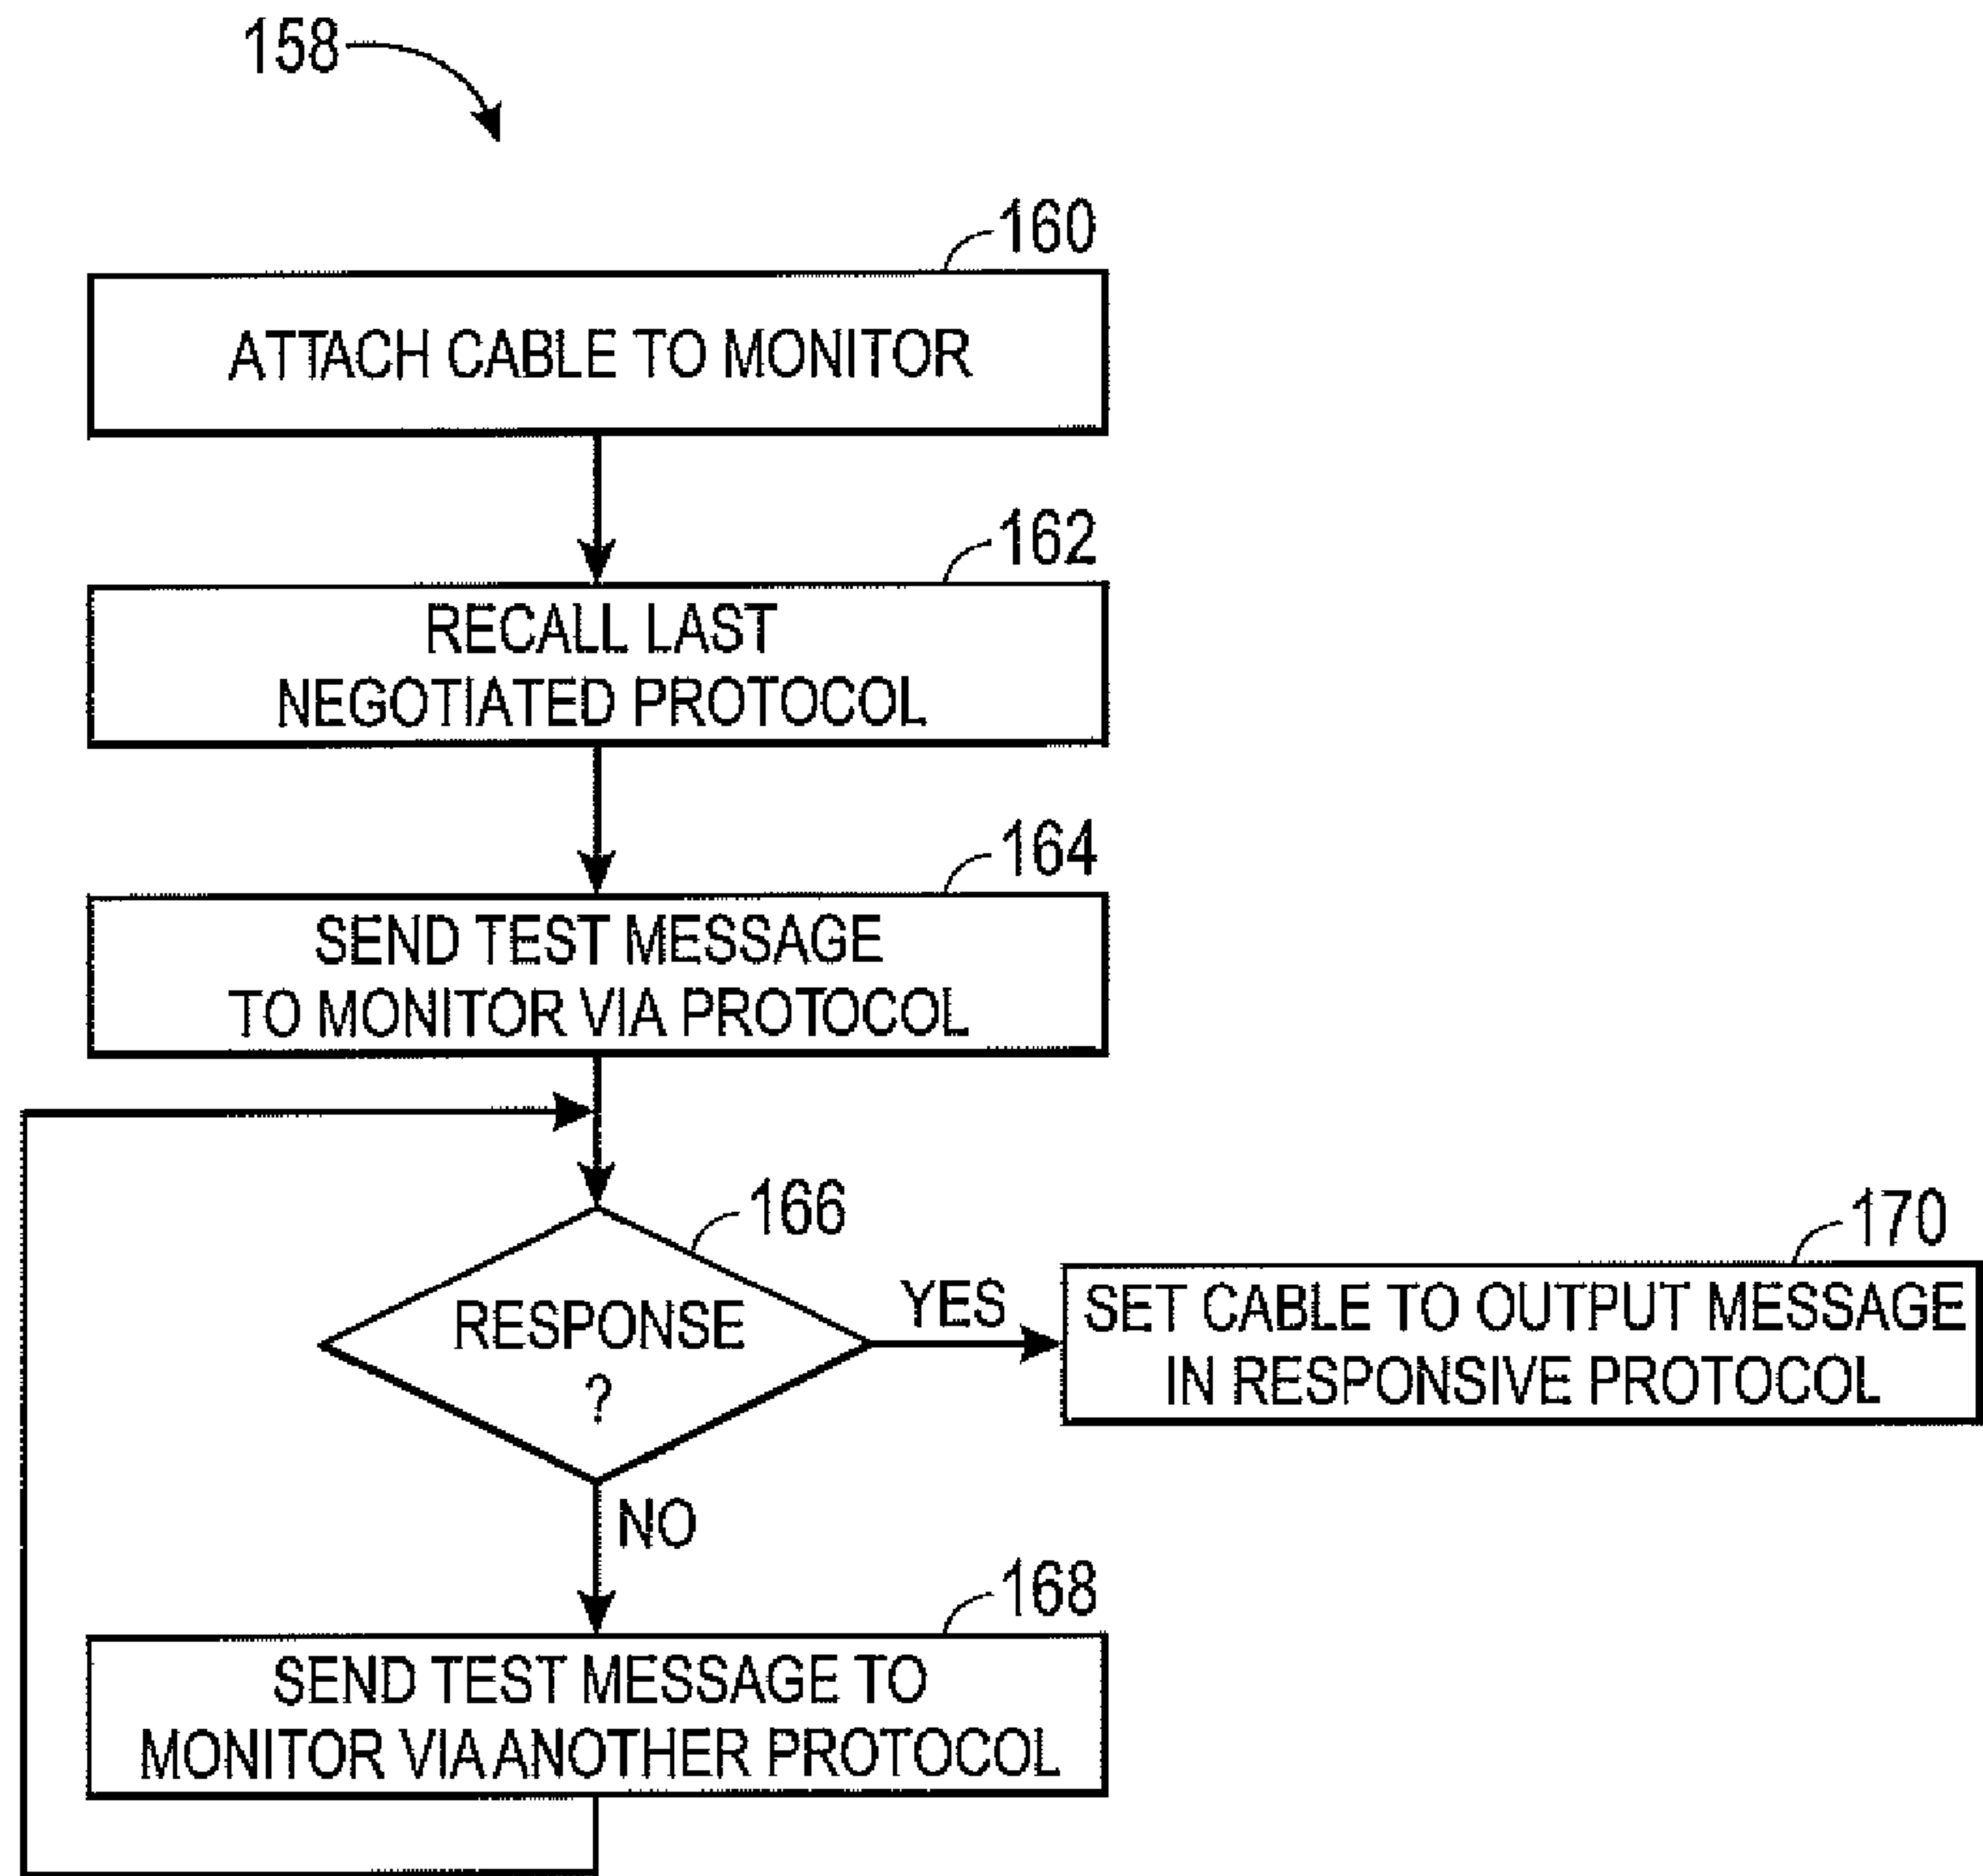 158
160
ATTACH CABLE TO MONITOR
162
RECALL LAST
NEGOTIATED PROTOCOL
164
SEND TEST MESSAGE
TO MONITOR VIA PROTOCOL
166
RESPONSE
?
YES
170
SET CABLE TO OUTPUT MESSAGE
IN RESPONSIVE PROTOCOL
NO
168
SEND TEST MESSAGE TO
MONITOR VIA ANOTHER PROTOCOL